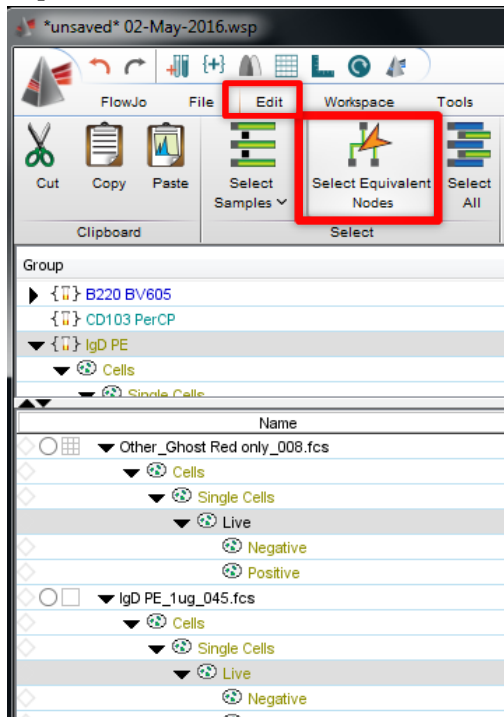 *unsaved* 02-May-2016.wsp
{+}
FlowJo File Edit Workspace Tools
Cut Copy Paste Select Samples Select Equivalent Nodes Select All
Clipboard Select
Group
B220 BV605
CD103 PerCP
IgD PE
Cells
Single Cells
Name
Other_Ghost Red only_008.fcs
Cells
Single Cells
Live
Negative
Positive
IgD PE_1ug_045.fcs
Cells
Single Cells
Live
Negative